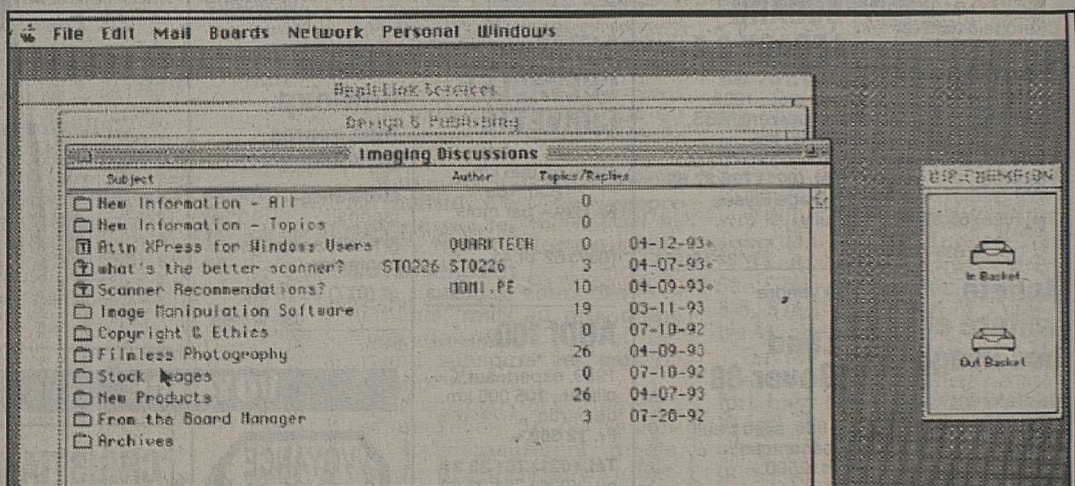 File Edit Mail Boards Network Personal Windows
AppleLink Services
Design & Publishing
Imaging Discussions
Subject Author Topics/Replies
New Information - All 0
New Information - Topics 0
Attn XPress for Windows Users QUARKTECH 0 04-12-93
what's the better scanner? ST0226 ST0226 3 04-07-93
Scanner Recommendations? 10 04-09-93
Image Manipulation Software 19 03-11-93
Copyright & Ethics 0 07-10-92
Filmless Photography 26 04-09-93
Stock Images 0 07-10-92
New Products 26 04-07-93
From the Board Manager 3 07-20-92
Archives
In Basket
Out Basket